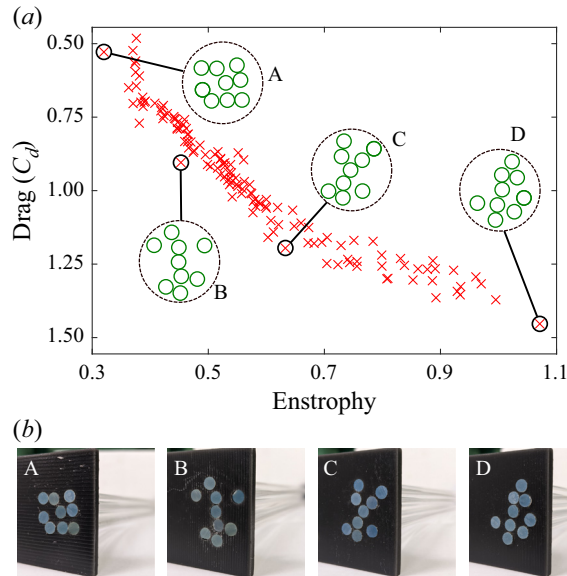 (a)
0.50
0.75
1.00
1.25
1.50
Drag (C_d)
A
B
C
D
0.3
0.5
0.7
0.9
1.1
Enstrophy
(b)
A
B
C
D